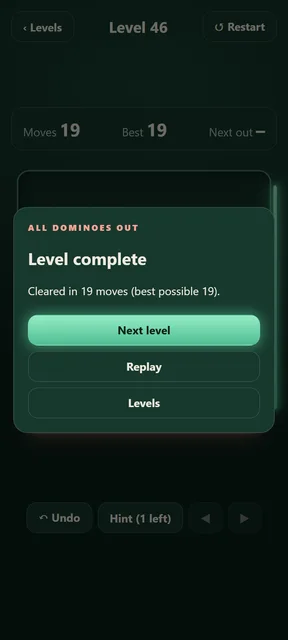 ‹ Levels
Level 46
↺ Restart
Moves 19
Best 19
Next out –
ALL DOMINOES OUT
Level complete
Cleared in 19 moves (best possible 19).
Next level
Replay
Levels
↶ Undo
Hint (1 left)
◀
▶